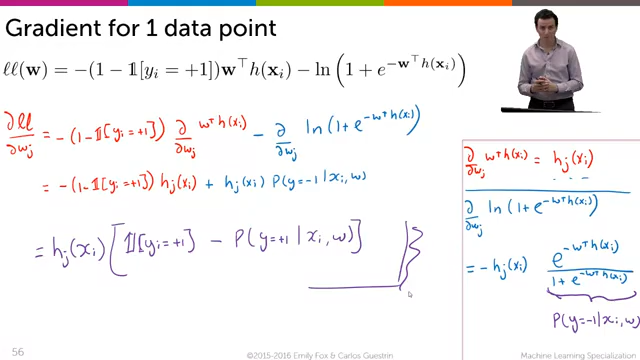 Gradient for 1 data point
ℓℓ(w) = -(1 - 𝟙[yᵢ = +1])w⊤h(xᵢ) - ln(1 + e^{-w⊤h(xᵢ)})
∂ℓℓ/∂wⱼ = -(1-𝟙[yᵢ=+1]) ∂/∂wⱼ w⊤h(xᵢ) - ∂/∂wⱼ ln(1+e^{-w⊤h(xᵢ)})
= -(1-𝟙[yᵢ=+1]) hⱼ(xᵢ) + hⱼ(xᵢ) P(y=-1|xᵢ,w)
= hⱼ(xᵢ)[𝟙[yᵢ=+1] - P(y=+1|xᵢ,w)]
∂/∂wⱼ w⊤h(xᵢ) = hⱼ(xᵢ)
∂/∂wⱼ ln(1+e^{-w⊤h(xᵢ)})
= -hⱼ(xᵢ) e^{-w⊤h(xᵢ)}/(1+e^{-w⊤h(xᵢ)})
P(y=-1|xᵢ,w)
56
©2015-2016 Emily Fox & Carlos Guestrin
Machine Learning Specialization